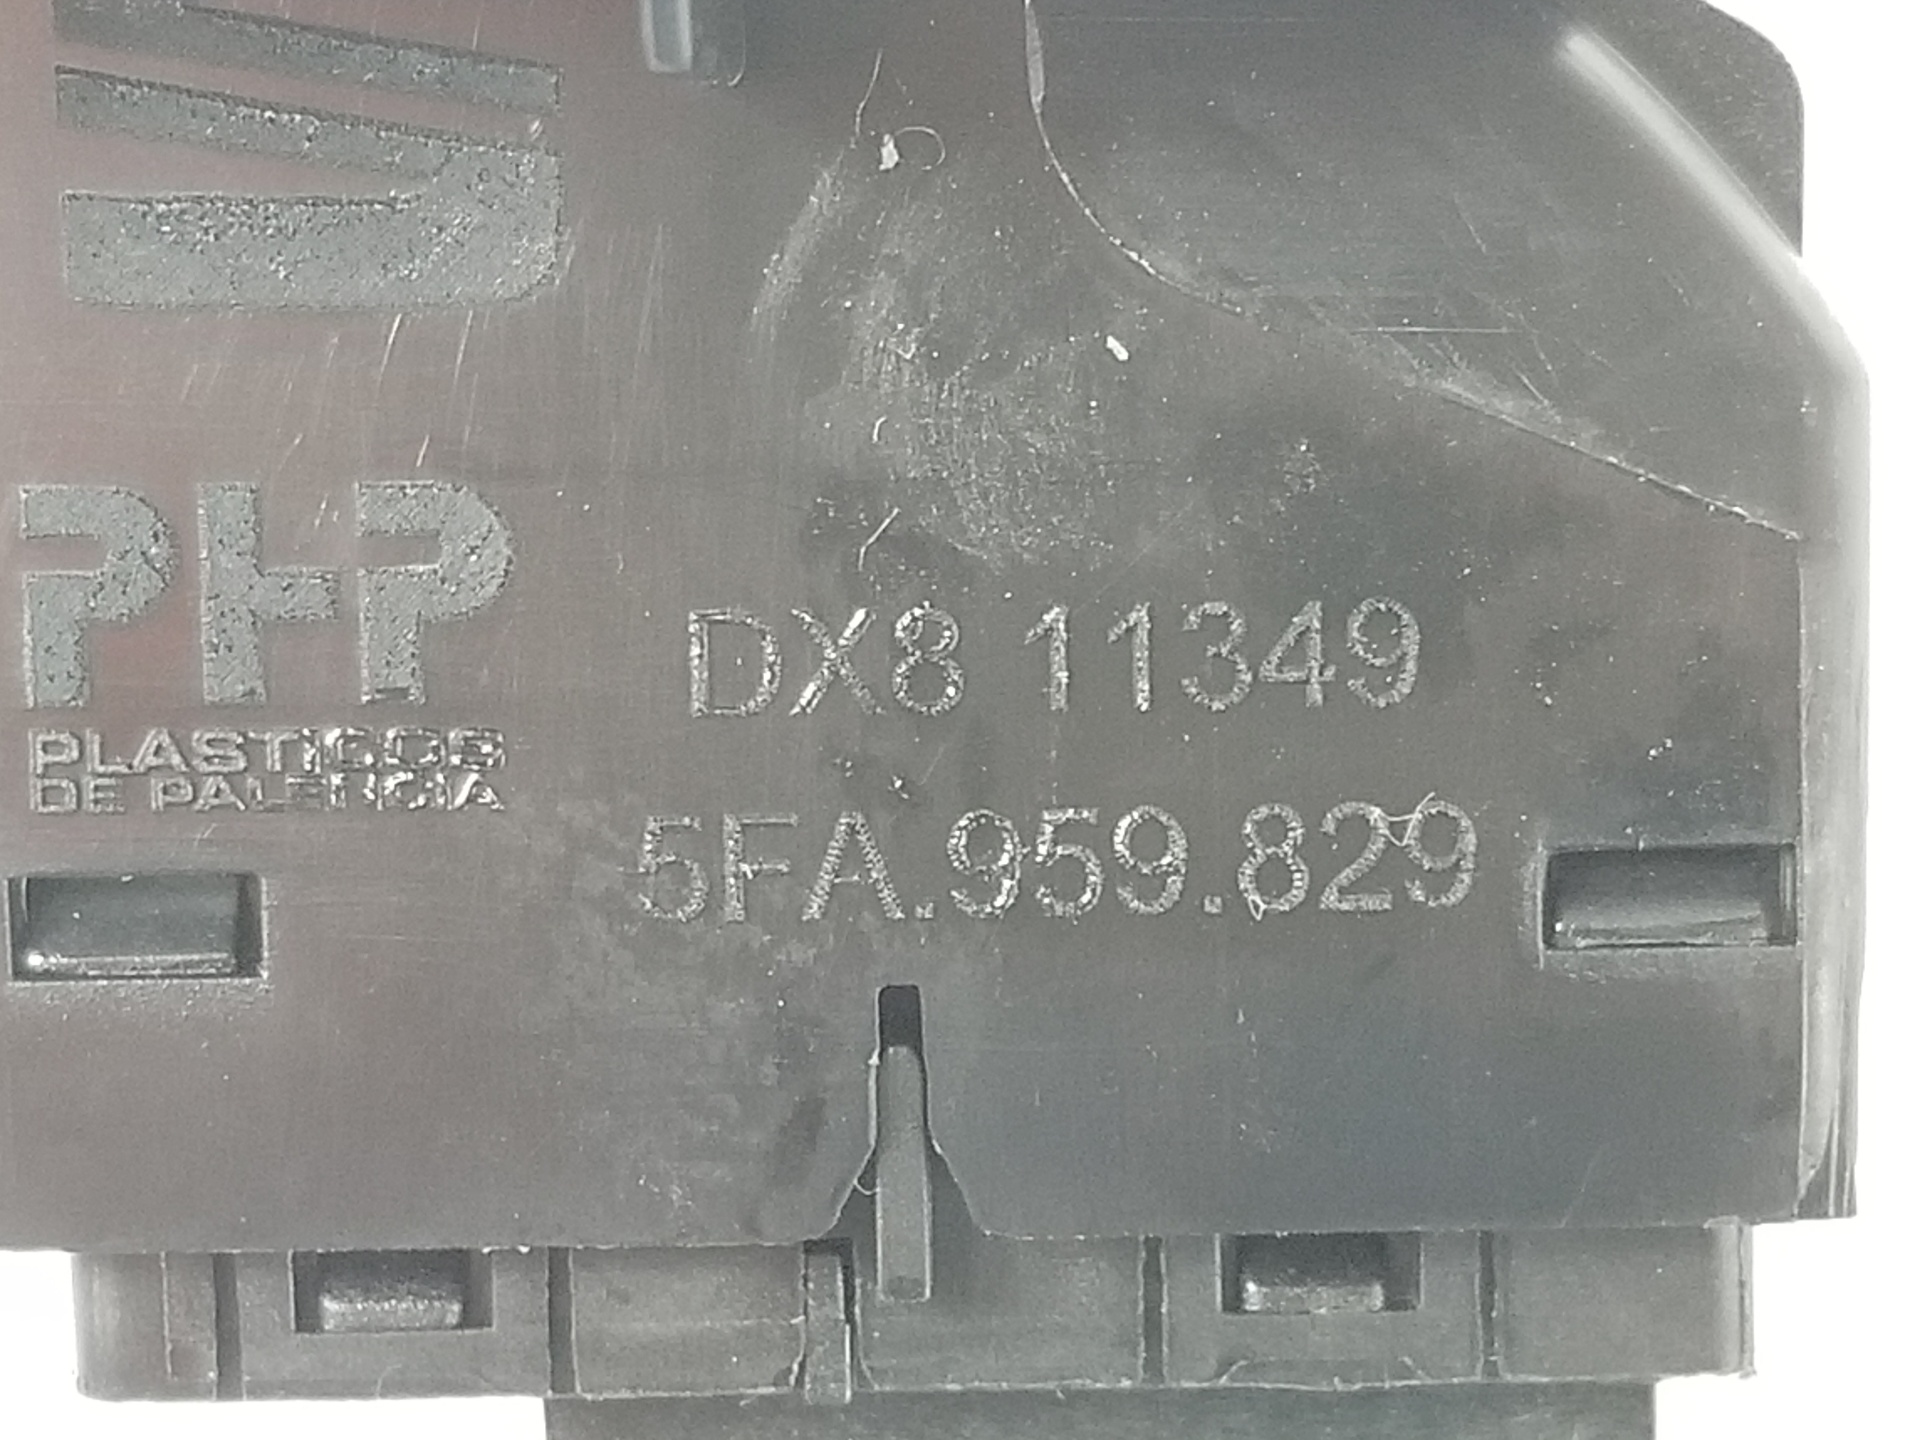 PHP
PLASTICOS
DE PALENCIA
DX8 11349
5FA.959.829